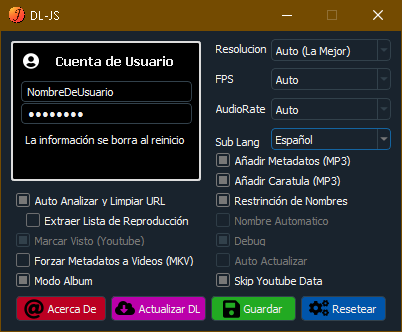 DL-JS
Cuenta de Usuario
NombreDeUsuario
La información se borra al reinicio
Resolucion Auto (La Mejor)
FPS Auto
AudioRate Auto
Sub Lang Español
Añadir Metadatos (MP3)
Añadir Caratula (MP3)
Auto Analizar y Limpiar URL
Restrinción de Nombres
Extraer Lista de Reproducción
Nombre Automatico
Marcar Visto (Youtube)
Debug
Forzar Metadatos a Videos (MKV)
Auto Actualizar
Modo Album
Skip Youtube Data
Acerca De
Actualizar DL
Guardar
Resetear